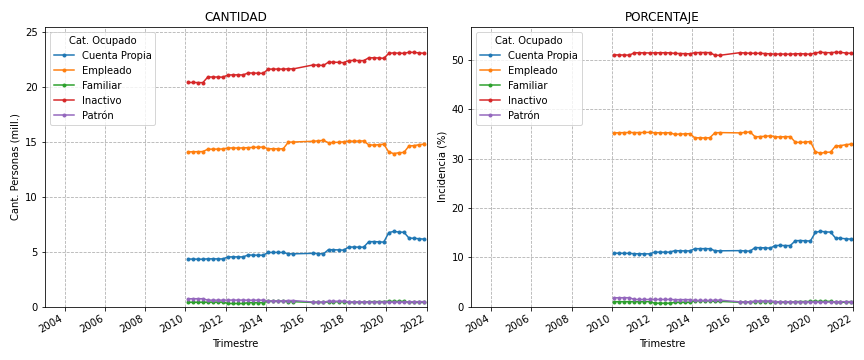 CANTIDAD
Cant. Personas (mill.)
25
20
15
10
5
0
Cat. Ocupado
Cuenta Propia
Empleado
Familiar
Inactivo
Patrón
2004
2006
2008
2010
2012
2014
2016
2018
2020
2022
Trimestre
PORCENTAJE
Incidencia (%)
50
40
30
20
10
0
Cat. Ocupado
Cuenta Propia
Empleado
Familiar
Inactivo
Patrón
2004
2006
2008
2010
2012
2014
2016
2018
2020
2022
Trimestre